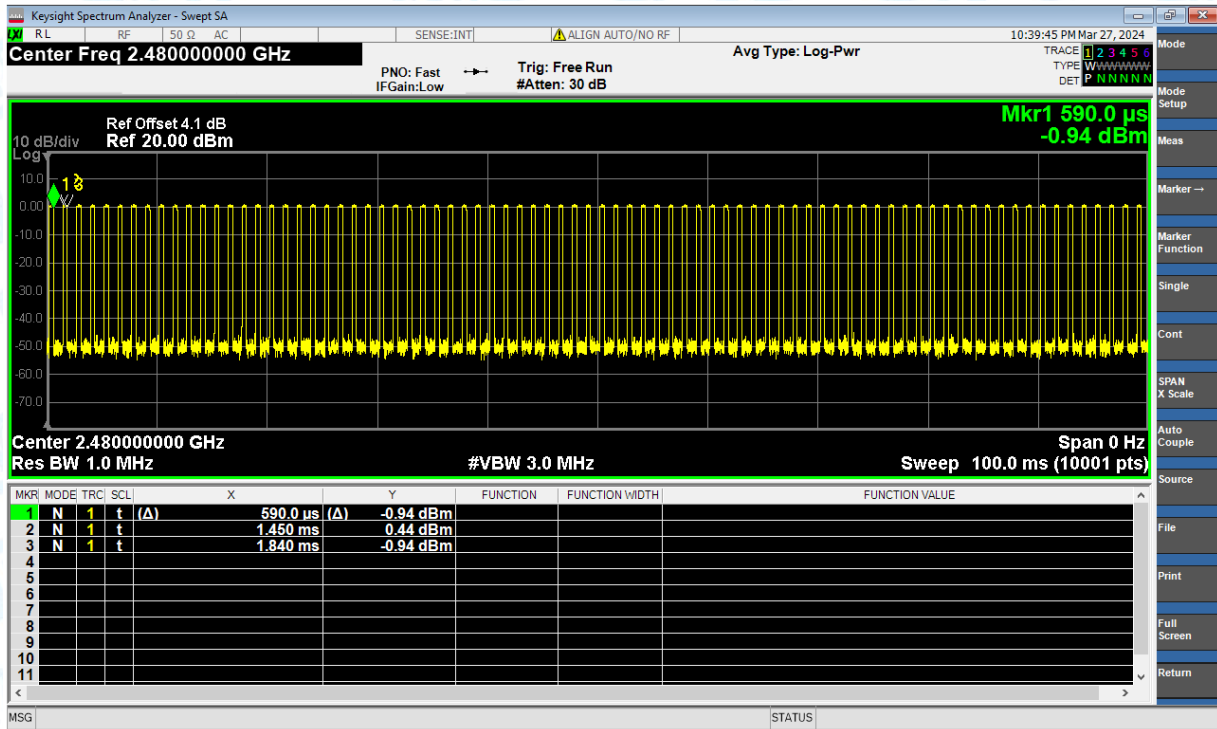 Keysight Spectrum Analyzer - Swept SA
LXI RL RF 50 Ω AC SENSE:INT ALIGN AUTO/NO RF 10:39:45 PM Mar 27, 2024
Center Freq 2.480000000 GHz Avg Type: Log-Pwr TRACE 1 2 3 4 5 6
PNO: Fast Trig: Free Run TYPE WWWWWW
IFGain:Low #Atten: 30 dB DET P N N N N N
Mkr1 590.0 µs
-0.94 dBm
Ref Offset 4.1 dB
10 dB/div Ref 20.00 dBm
Log
10.0
0.00
-10.0
-20.0
-30.0
-40.0
-50.0
-60.0
-70.0
1
3
Center 2.480000000 GHz Span 0 Hz
Res BW 1.0 MHz #VBW 3.0 MHz Sweep 100.0 ms (10001 pts)
MKR MODE TRC SCL X Y FUNCTION FUNCTION WIDTH FUNCTION VALUE
1 N 1 t (Δ) 590.0 µs (Δ) -0.94 dBm
2 N 1 t 1.450 ms 0.44 dBm
3 N 1 t 1.840 ms -0.94 dBm
4
5
6
7
8
9
10
11
MSG STATUS
Mode
Mode
Setup
Meas
Marker →
Marker
Function
Single
Cont
SPAN
X Scale
Auto
Couple
Source
File
Print
Full
Screen
Return